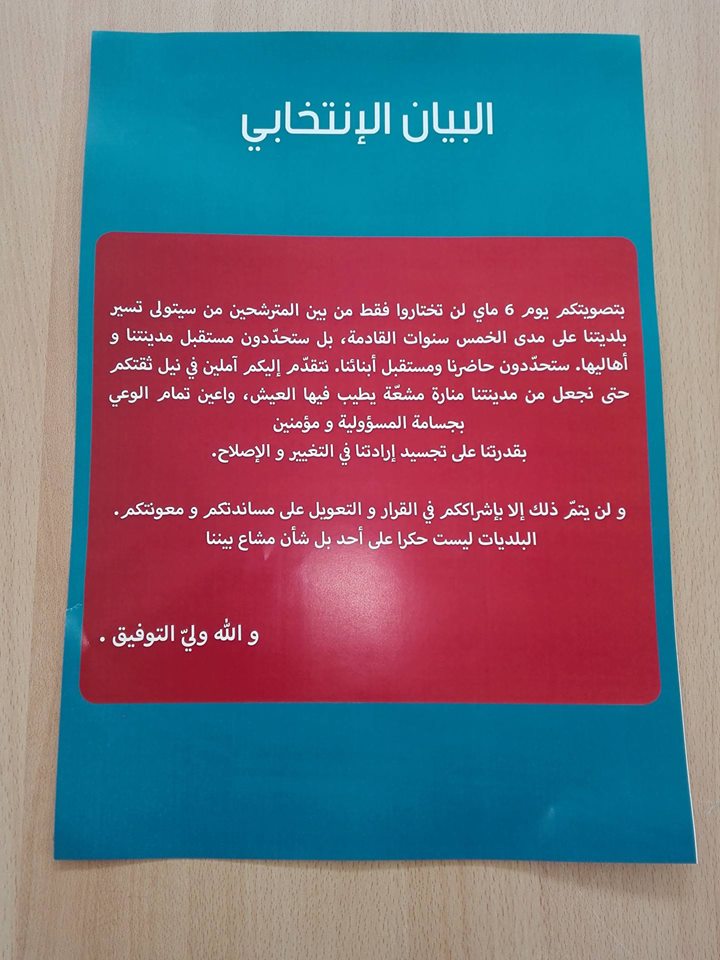 البيان الإنتخابي
بتصويتكم يوم 6 ماي لن تختاروا فقط من بين المترشحين من سيتولى تسير
بلديتنا على مدى الخمس سنوات القادمة، بل ستحدّدون مستقبل مدينتنا و
أهاليها. ستحدّدون حاضرنا ومستقبل أبنائنا. نتقدّم إليكم آملين في نيل ثقتكم
حتى نجعل من مدينتنا منارة مشعّة يطيب فيها العيش، واعين تمام الوعي
بجسامة المسؤولية و مؤمنين
بقدرتنا على تجسيد إرادتنا في التغيير و الإصلاح.
و لن يتمّ ذلك إلا بإشراككم في القرار و التعويل على مساندتكم و معونتكم.
البلديات ليست حكرا على أحد بل شأن مشاع بيننا
و الله وليّ التوفيق .